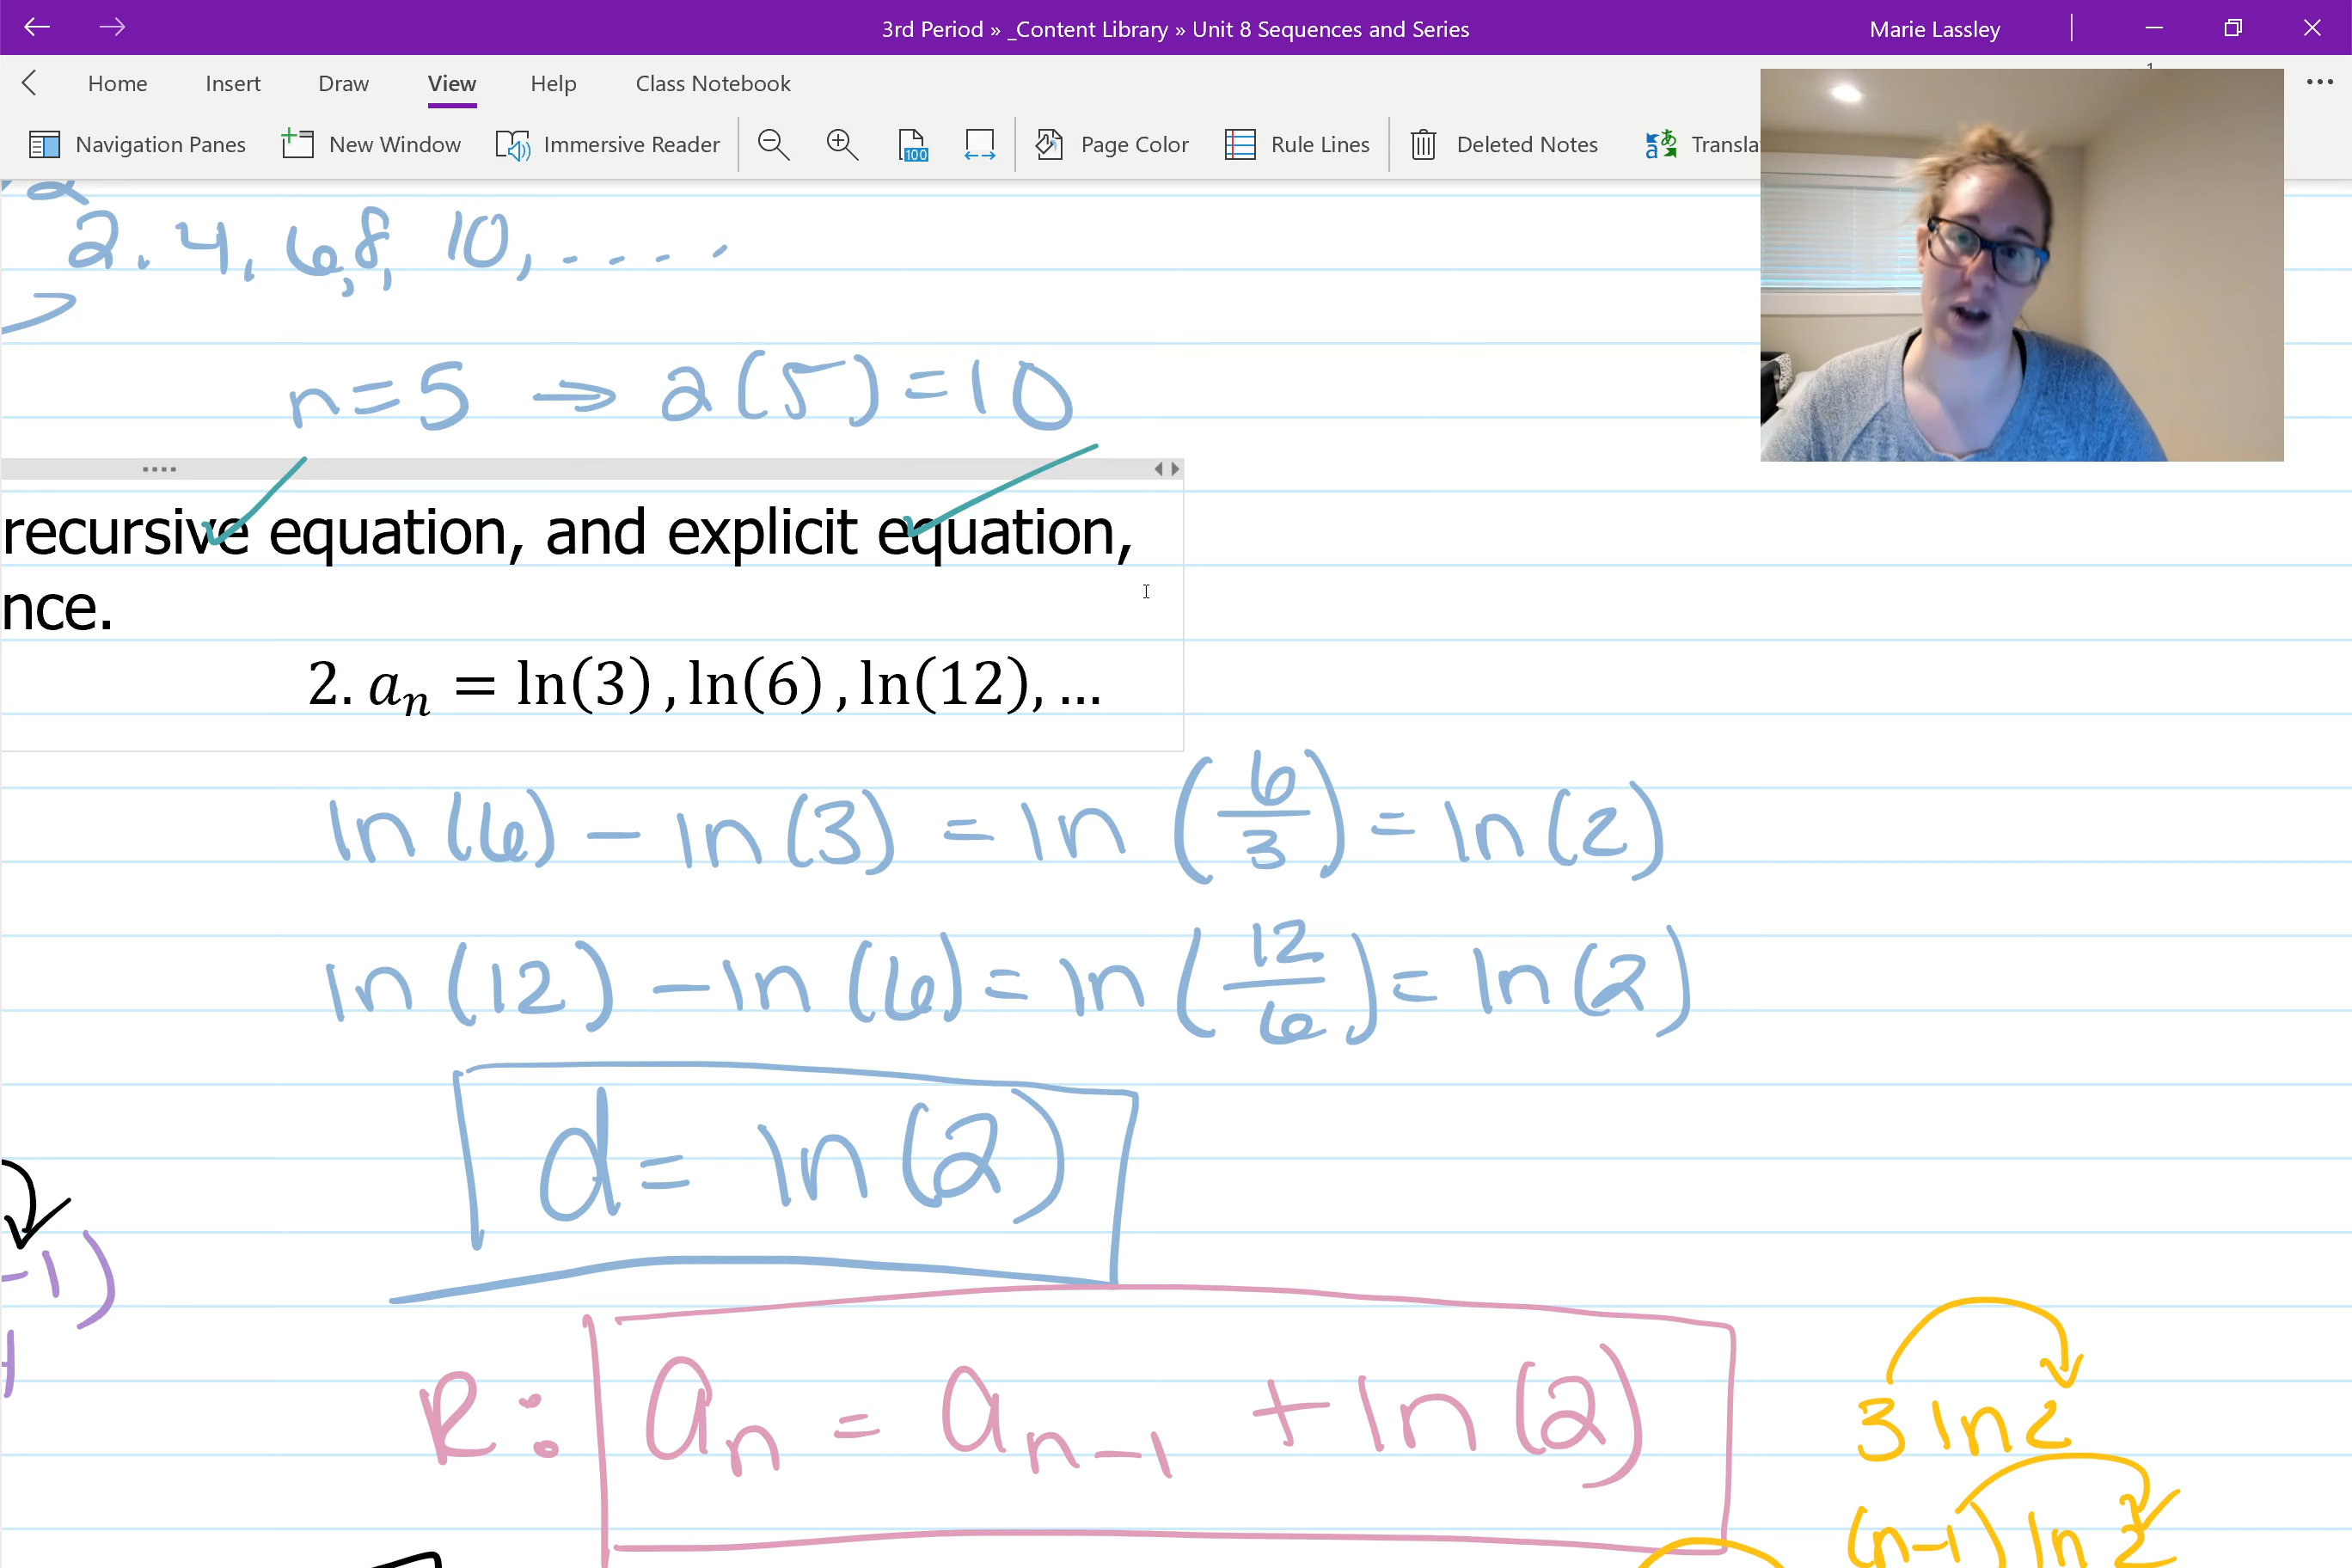 3rd Period » _Content Library » Unit 8 Sequences and Series
Marie Lassley
Home Insert Draw View Help Class Notebook
Navigation Panes New Window Immersive Reader 100 Page Color Rule Lines Deleted Notes Transla
2, 4, 6, 8, 10, .....
n = 5 ⇒ 2(5) = 10
recursive equation, and explicit equation,
nce.
2. aₙ = ln(3), ln(6), ln(12), ...
ln(6) − ln(3) = ln(6/3) = ln(2)
ln(12) − ln(6) = ln(12/6) = ln(2)
d = ln(2)
−1)
R: aₙ = aₙ₋₁ + ln(2)
3 ln 2
(n−1) ln 2